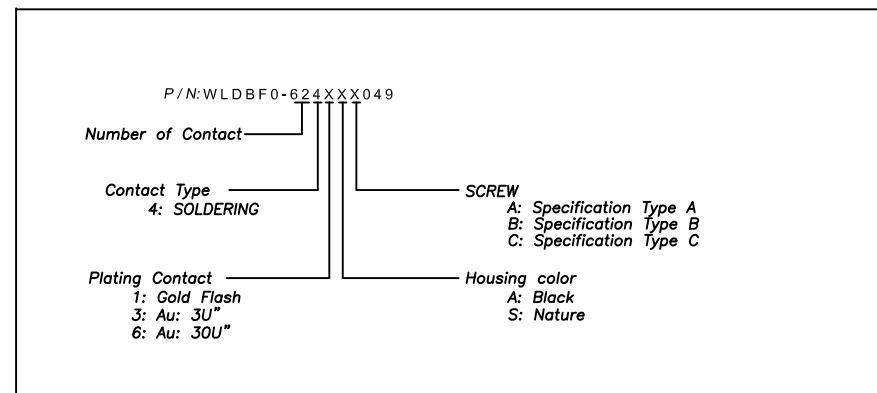 P/N:WLDBF0-624XXX049
Number of Contact
Contact Type
4: SOLDERING
SCREW
A: Specification Type A
B: Specification Type B
C: Specification Type C
Plating Contact
1: Gold Flash
3: Au: 3U"
6: Au: 30U"
Housing color
A: Black
S: Nature